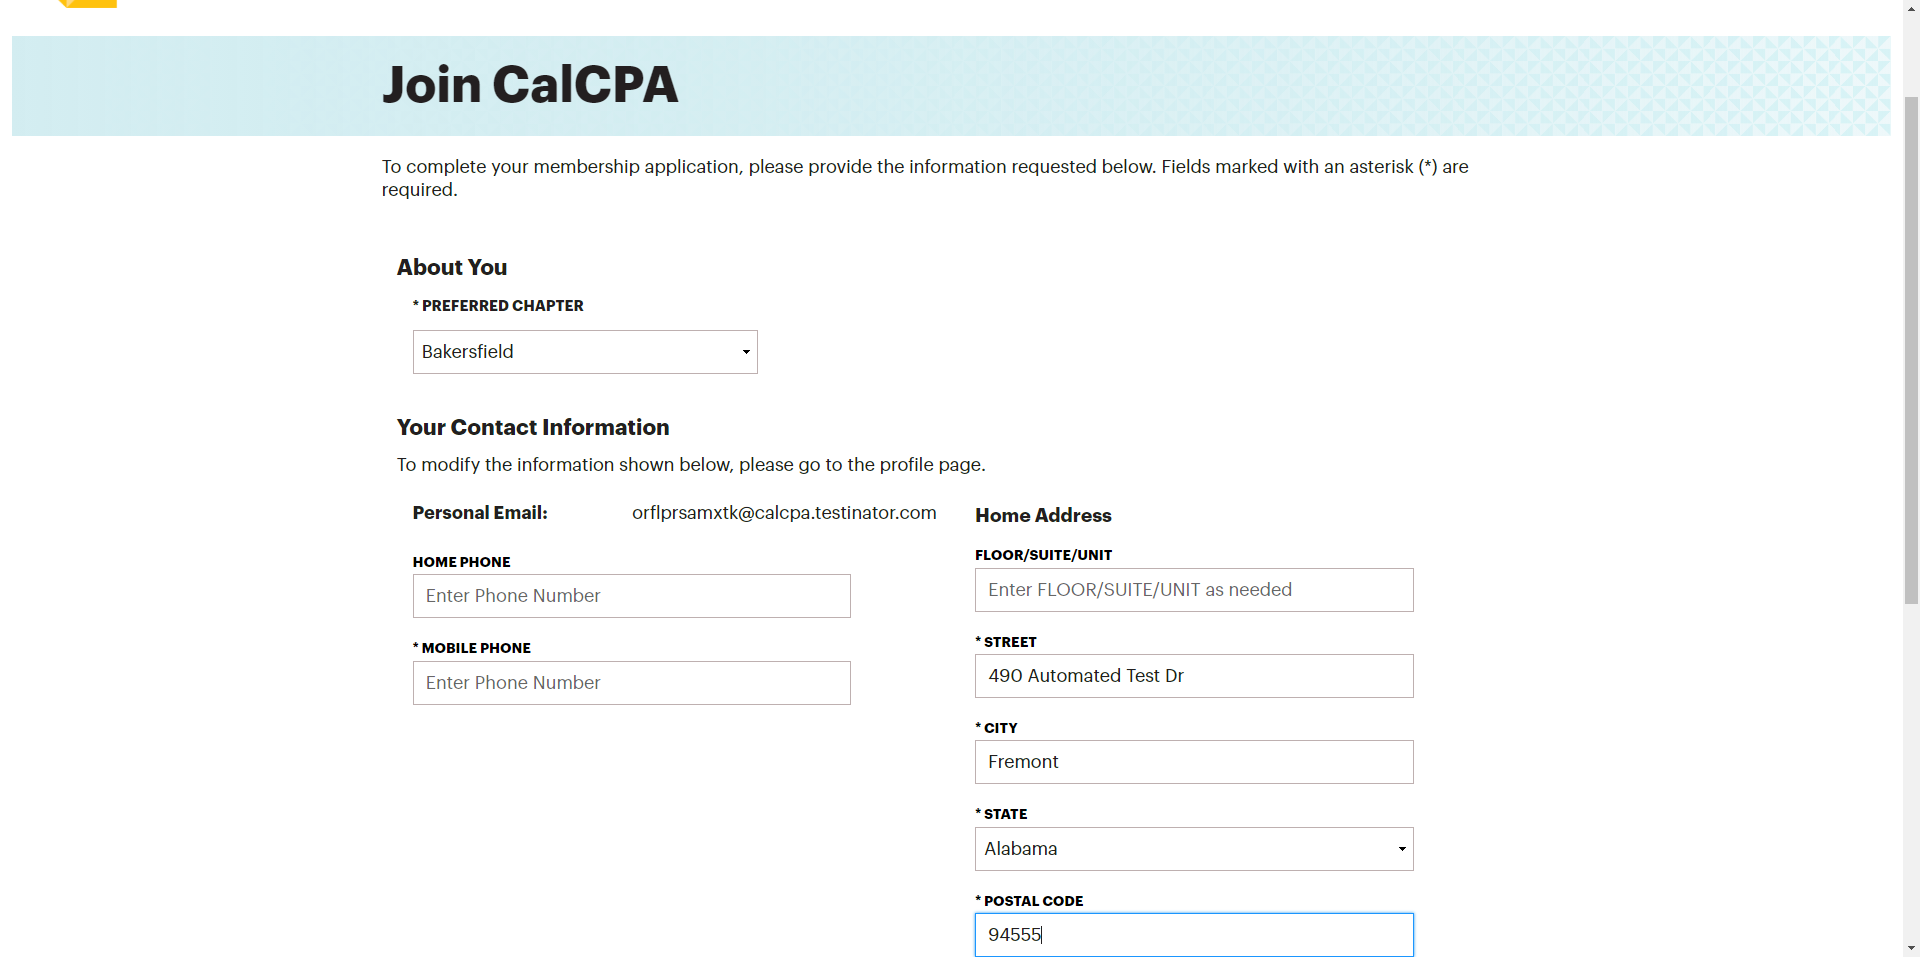 Join CalCPA
To complete your membership application, please provide the information requested below. Fields marked with an asterisk (*) are
required.
About You
* PREFERRED CHAPTER
Bakersfield
Your Contact Information
To modify the information shown below, please go to the profile page.
Personal Email: orflprsamxtk@calcpa.testinator.com
HOME PHONE
Enter Phone Number
* MOBILE PHONE
Enter Phone Number
Home Address
FLOOR/SUITE/UNIT
Enter FLOOR/SUITE/UNIT as needed
* STREET
490 Automated Test Dr
* CITY
Fremont
* STATE
Alabama
* POSTAL CODE
94555